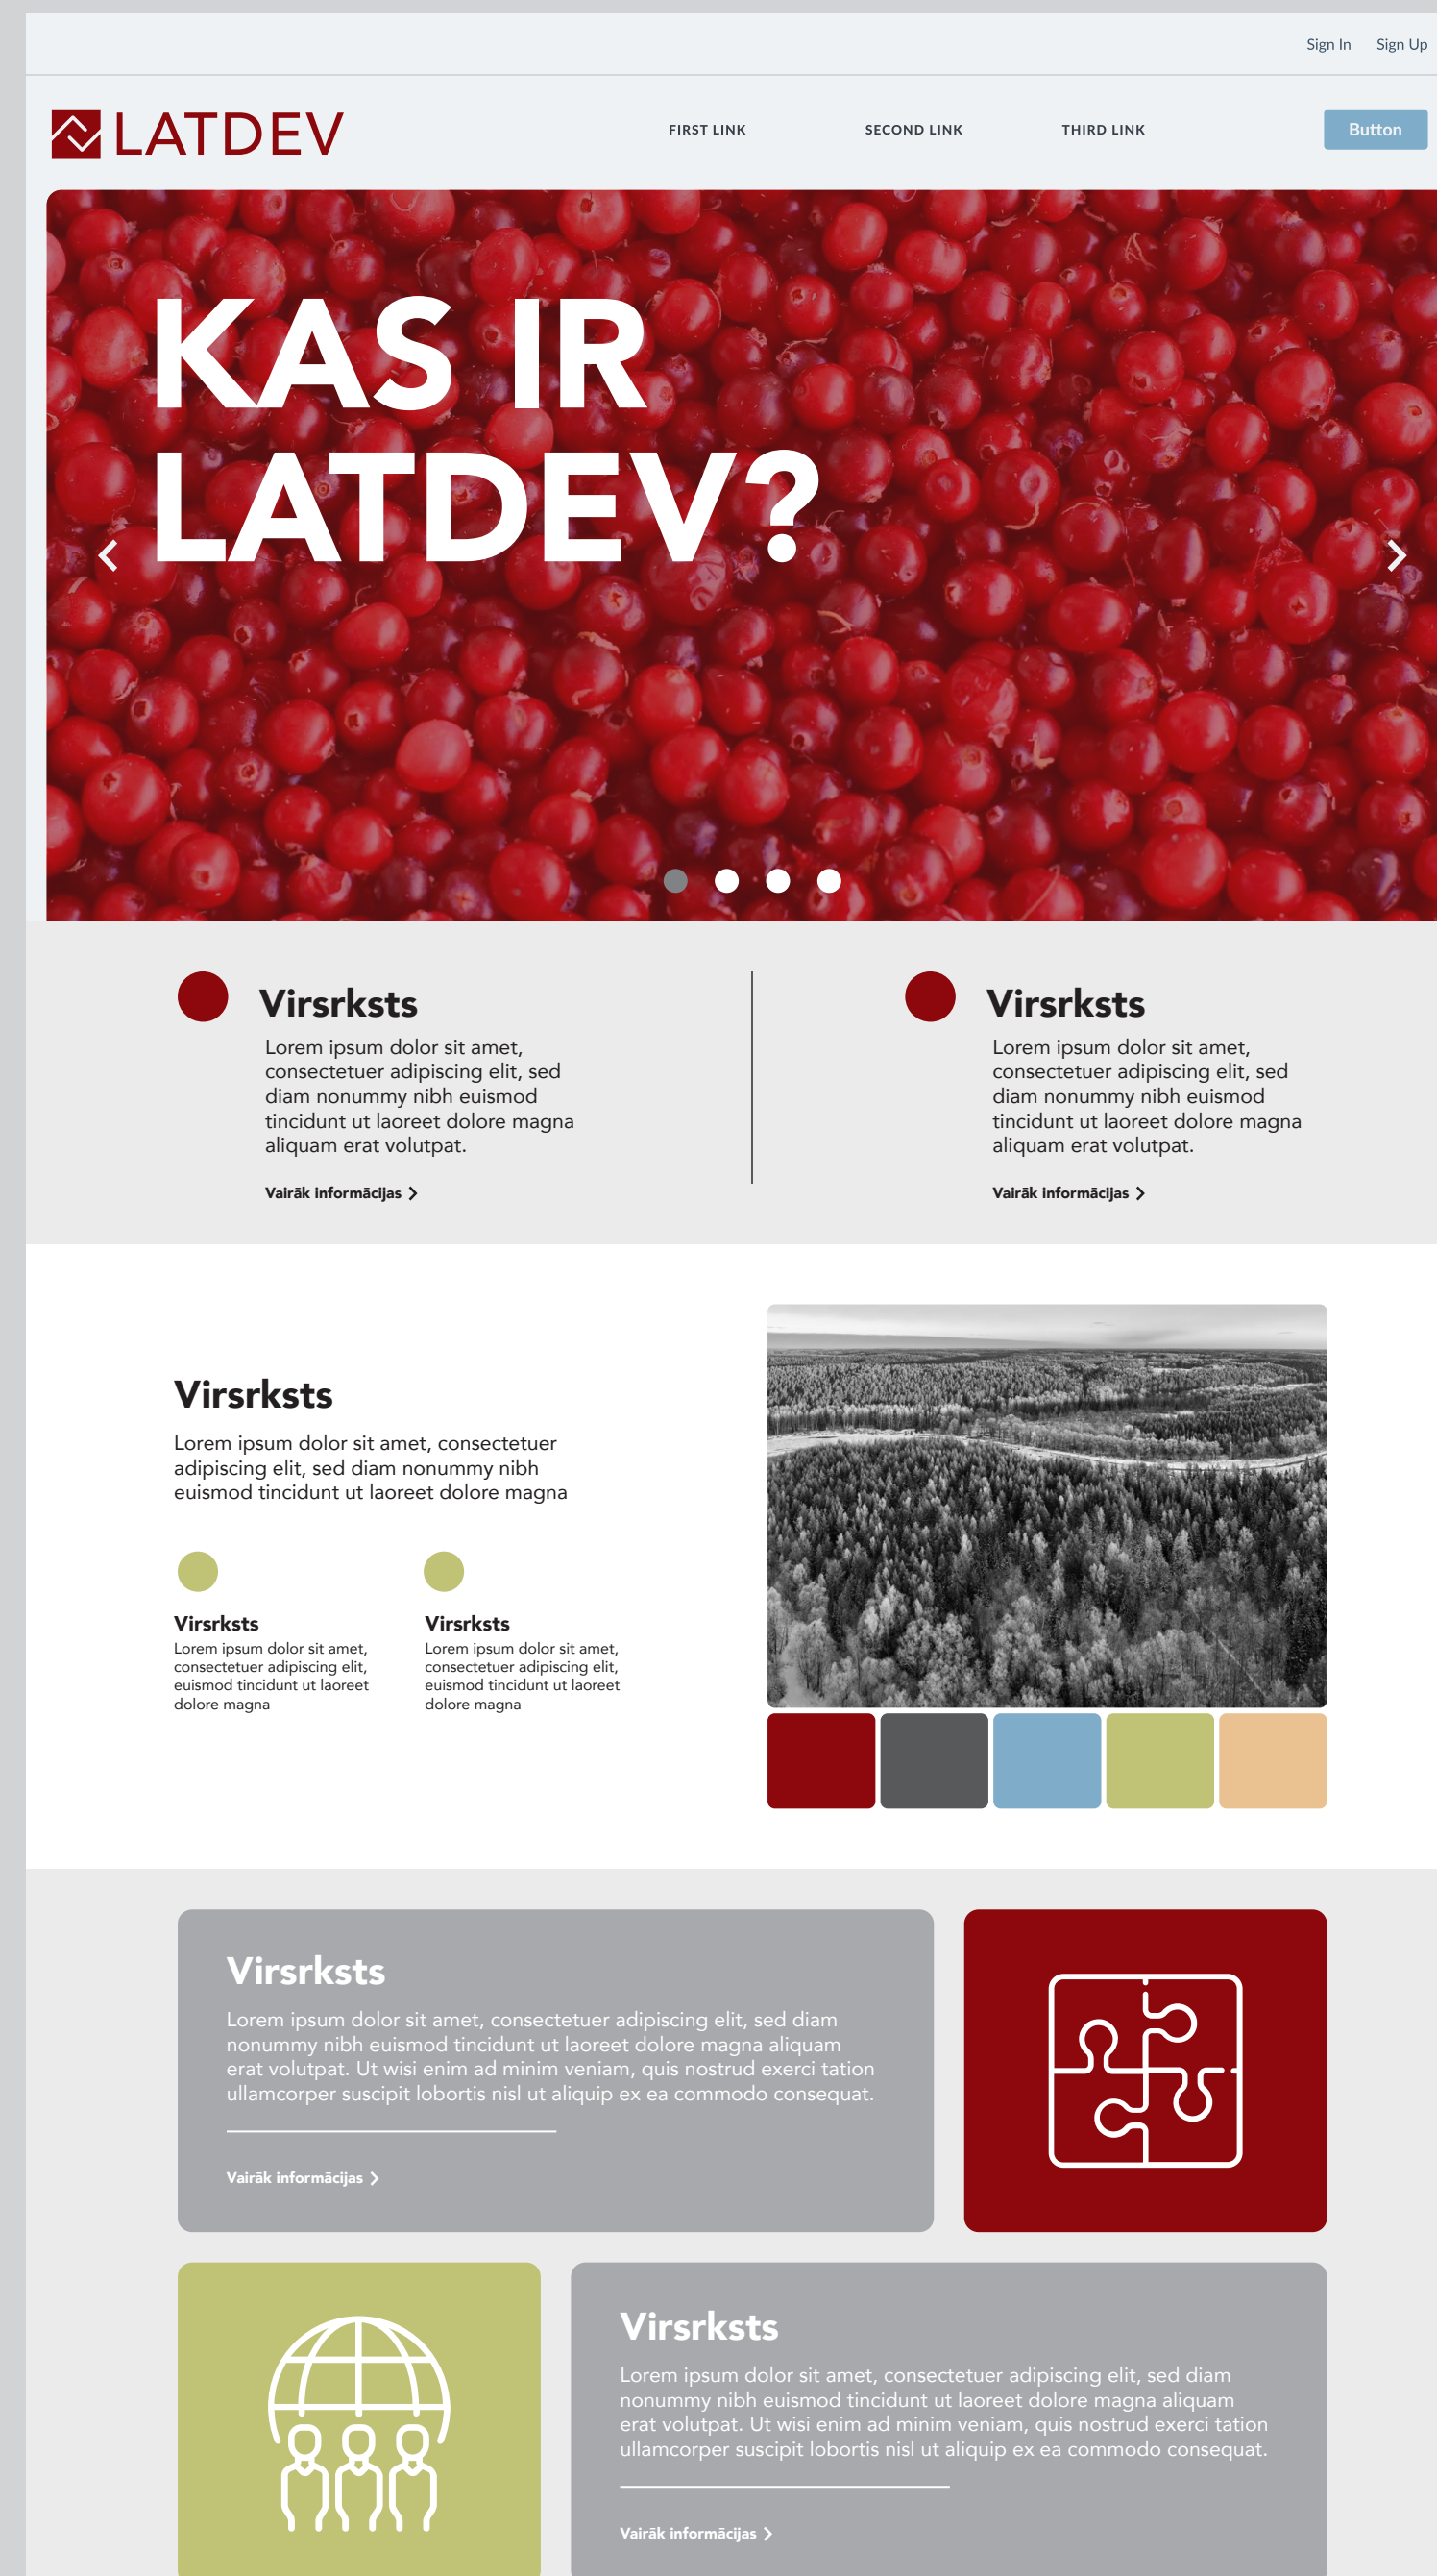 Sign In Sign Up
LATDEV
FIRST LINK SECOND LINK THIRD LINK Button
KAS IR
LATDEV?
Virsrksts
Lorem ipsum dolor sit amet,
consectetuer adipiscing elit, sed
diam nonummy nibh euismod
tincidunt ut laoreet dolore magna
aliquam erat volutpat.
Vairāk informācijas
Virsrksts
Lorem ipsum dolor sit amet,
consectetuer adipiscing elit, sed
diam nonummy nibh euismod
tincidunt ut laoreet dolore magna
aliquam erat volutpat.
Vairāk informācijas
Virsrksts
Lorem ipsum dolor sit amet, consectetuer
adipiscing elit, sed diam nonummy nibh
euismod tincidunt ut laoreet dolore magna
Virsrksts
Lorem ipsum dolor sit amet,
consectetuer adipiscing elit,
euismod tincidunt ut laoreet
dolore magna
Virsrksts
Lorem ipsum dolor sit amet,
consectetuer adipiscing elit,
euismod tincidunt ut laoreet
dolore magna
Virsrksts
Lorem ipsum dolor sit amet, consectetuer adipiscing elit, sed diam
nonummy nibh euismod tincidunt ut laoreet dolore magna aliquam
erat volutpat. Ut wisi enim ad minim veniam, quis nostrud exerci tation
ullamcorper suscipit lobortis nisl ut aliquip ex ea commodo consequat.
Vairāk informācijas
Virsrksts
Lorem ipsum dolor sit amet, consectetuer adipiscing elit, sed diam
nonummy nibh euismod tincidunt ut laoreet dolore magna aliquam
erat volutpat. Ut wisi enim ad minim veniam, quis nostrud exerci tation
ullamcorper suscipit lobortis nisl ut aliquip ex ea commodo consequat.
Vairāk informācijas